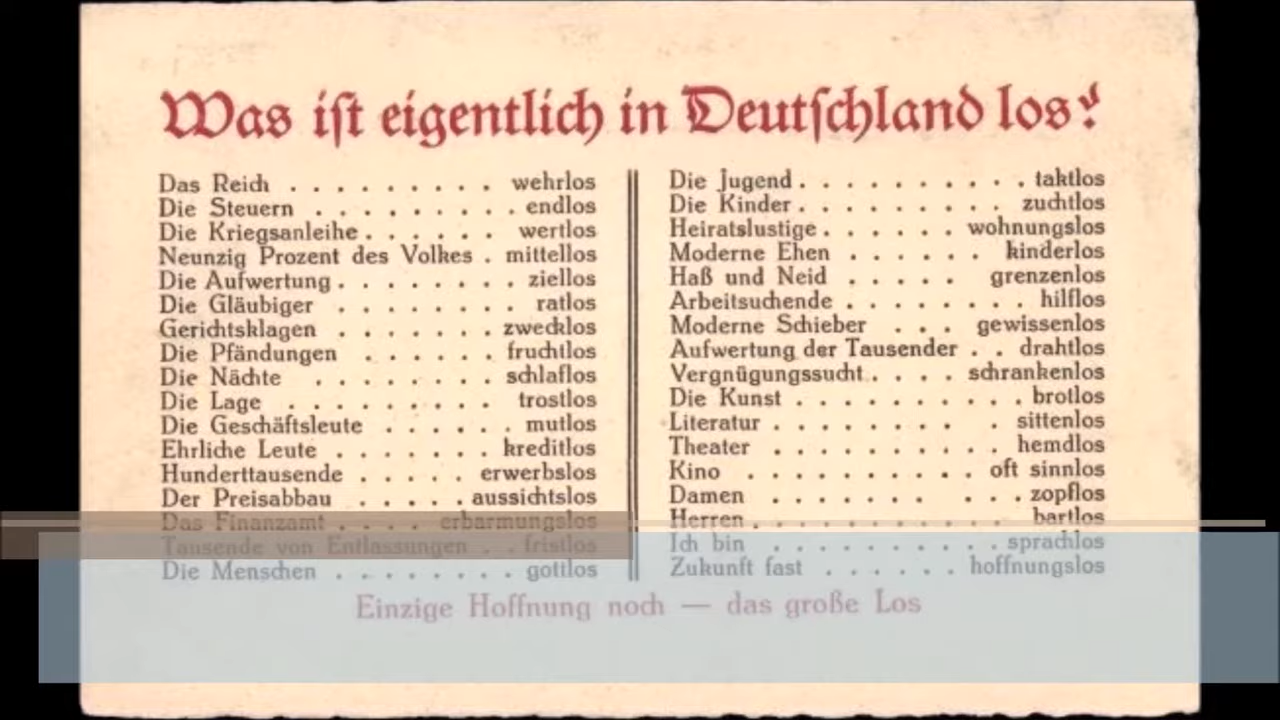 Was ist eigentlich in Deutschland los?
Das Reich . . . . . . . . . wehrlos
Die Steuern . . . . . . . . . endlos
Die Kriegsanleihe . . . . . . wertlos
Neunzig Prozent des Volkes . mittellos
Die Aufwertung . . . . . . . . ziellos
Die Gläubiger . . . . . . . ratlos
Gerichtsklagen . . . . . . . zwecklos
Die Pfändungen . . . . . . fruchtlos
Die Nächte . . . . . . . . schlaflos
Die Lage . . . . . . . . . trostlos
Die Geschäftsleute . . . . . . mutlos
Ehrliche Leute . . . . . . . kreditlos
Hunderttausende . . . . . erwerbslos
Der Preisabbau . . . . . aussichtslos
Das Finanzamt . . . . erbarmungslos
Tausende von Entlassungen . . fristlos
Die Menschen . . . . . . . gottlos
Die Jugend . . . . . . . . . . taktlos
Die Kinder . . . . . . . . . zuchtlos
Heiratslustige . . . . . . wohnungslos
Moderne Ehen . . . . . . kinderlos
Haß und Neid . . . . . . grenzenlos
Arbeitsuchende . . . . . . . . hilflos
Moderne Schieber . . . gewissenlos
Aufwertung der Tausender . . drahtlos
Vergnügungssucht . . . . schrankenlos
Die Kunst . . . . . . . . . . brotlos
Literatur . . . . . . . . . sittenlos
Theater . . . . . . . . . hemdlos
Kino . . . . . . . . . oft sinnlos
Damen . . . . . . . . . . zopflos
Herren . . . . . . . . . . bartlos
Ich bin . . . . . . . . . . sprachlos
Zukunft fast . . . . . . hoffnungslos
Einzige Hoffnung noch — das große Los